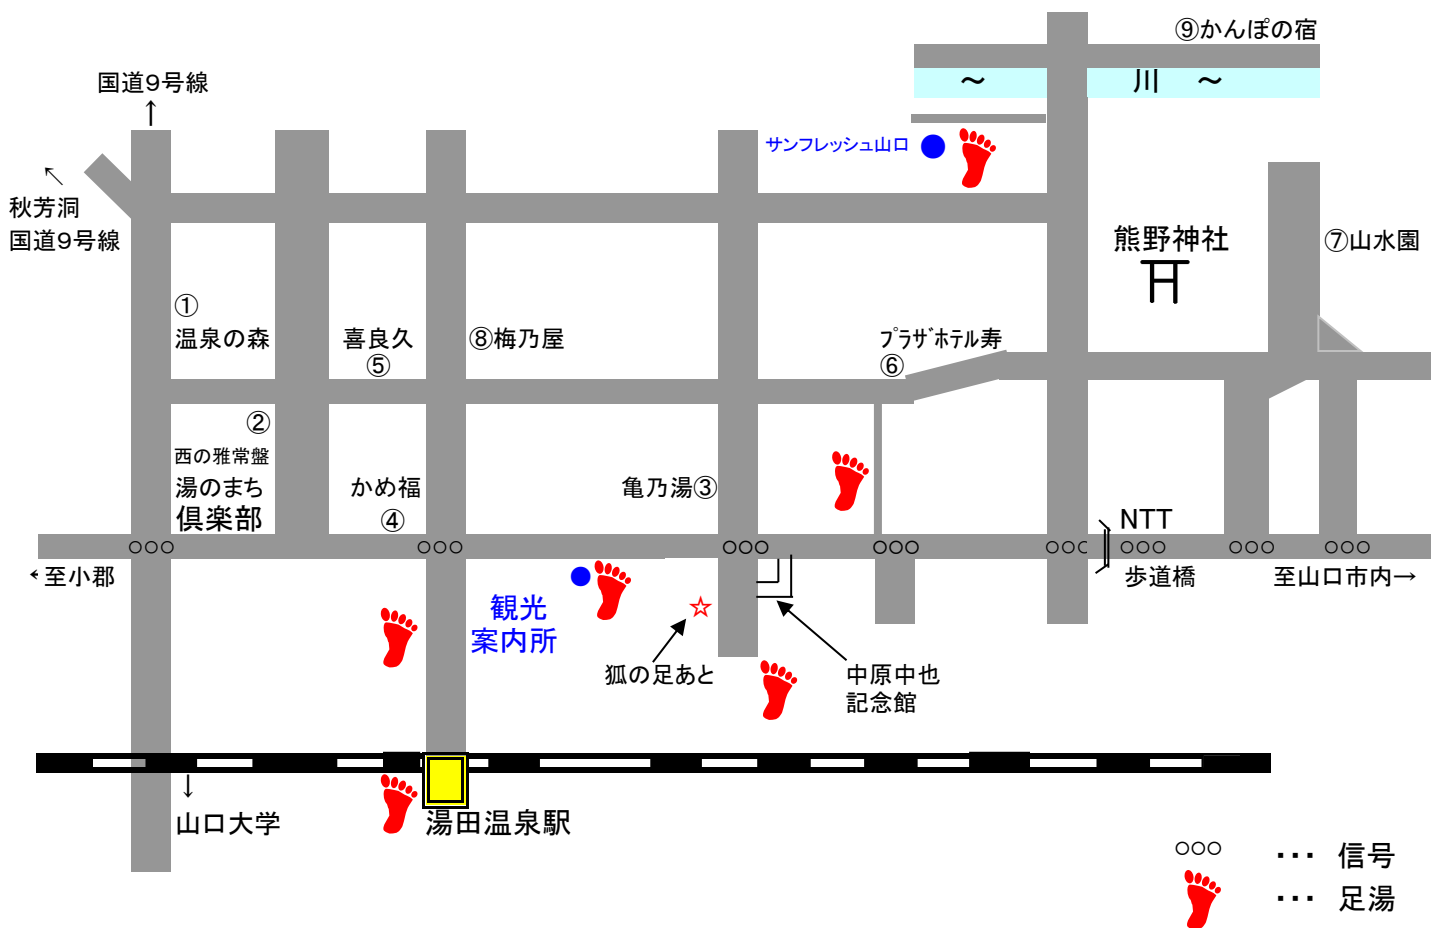 ⑨かんぽの宿
国道9号線
↑
~ 川 ~
サンフレッシュ山口
↖
秋芳洞
国道9号線
熊野神社
⑦山水園
①
温泉の森
喜良久
⑤
⑧梅乃屋
プラザホテル寿
⑥
②
西の雅常盤
湯のまち
倶楽部
かめ福
④
亀乃湯③
NTT
○○○ ○○○ ○○○ ○○○ ○○○ ○○○ ○○○ ○○○
←至小郡
歩道橋
至山口市内→
観光
案内所
☆
狐の足あと
中原中也
記念館
↓
山口大学
湯田温泉駅
○○○ ・・・ 信号
・・・ 足湯